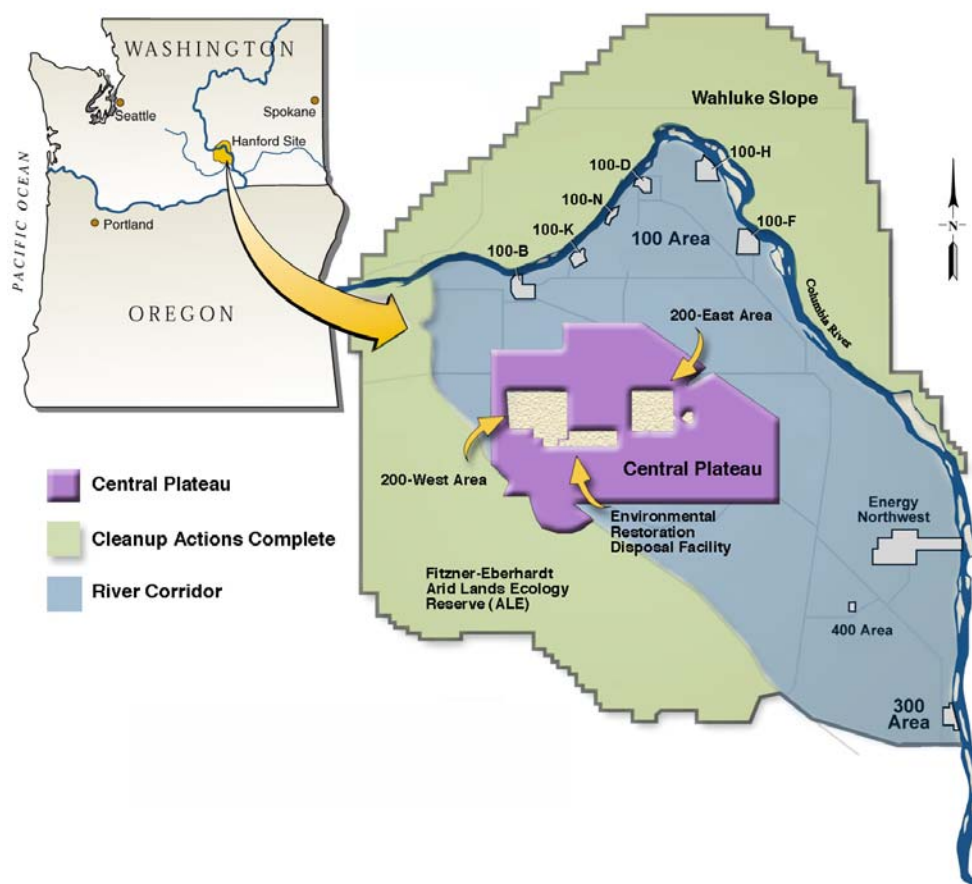 WASHINGTON
Seattle
Spokane
Hanford Site
Portland
PACIFIC OCEAN
OREGON
Wahluke Slope
100-H
100-D
100-N
100-F
100-K
100 Area
100-B
N
Columbia River
200-East Area
200-West Area
Central Plateau
Environmental
Restoration
Disposal Facility
Energy
Northwest
Fitzner-Eberhardt
Arid Lands Ecology
Reserve (ALE)
400 Area
300
Area
Central Plateau
Cleanup Actions Complete
River Corridor